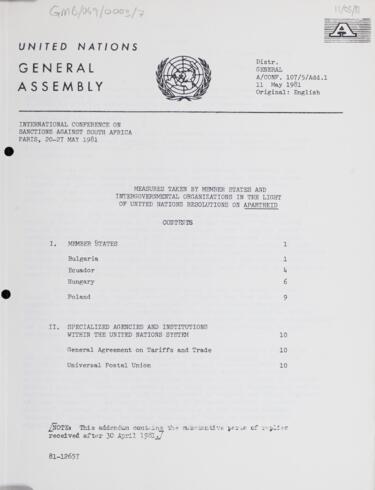 GMB/069/0003/7
11/05/81
UNITED NATIONS
GENERAL
ASSEMBLY
A
Distr.
GENERAL
A/CONF. 107/5/Add.1
11 May 1981
Original: English
INTERNATIONAL CONFERENCE ON
SANCTIONS AGAINST SOUTH AFRICA
PARIS, 20-27 MAY 1981
MEASURES TAKEN BY MEMBER STATES AND
INTERGOVERNMENTAL ORGANIZATIONS IN THE LIGHT
OF UNITED NATIONS RESOLUTIONS ON APARTHEID
CONTENTS
I. MEMBER STATES 1
Bulgaria 1
Ecuador 4
Hungary 6
Poland 9
II. SPECIALIZED AGENCIES AND INSTITUTIONS
WITHIN THE UNITED NATIONS SYSTEM 10
General Agreement on Tariffs and Trade 10
Universal Postal Union 10
/NOTE: This addendum contains the substantive parts of replies
received after 30 April 1981./
81-12657